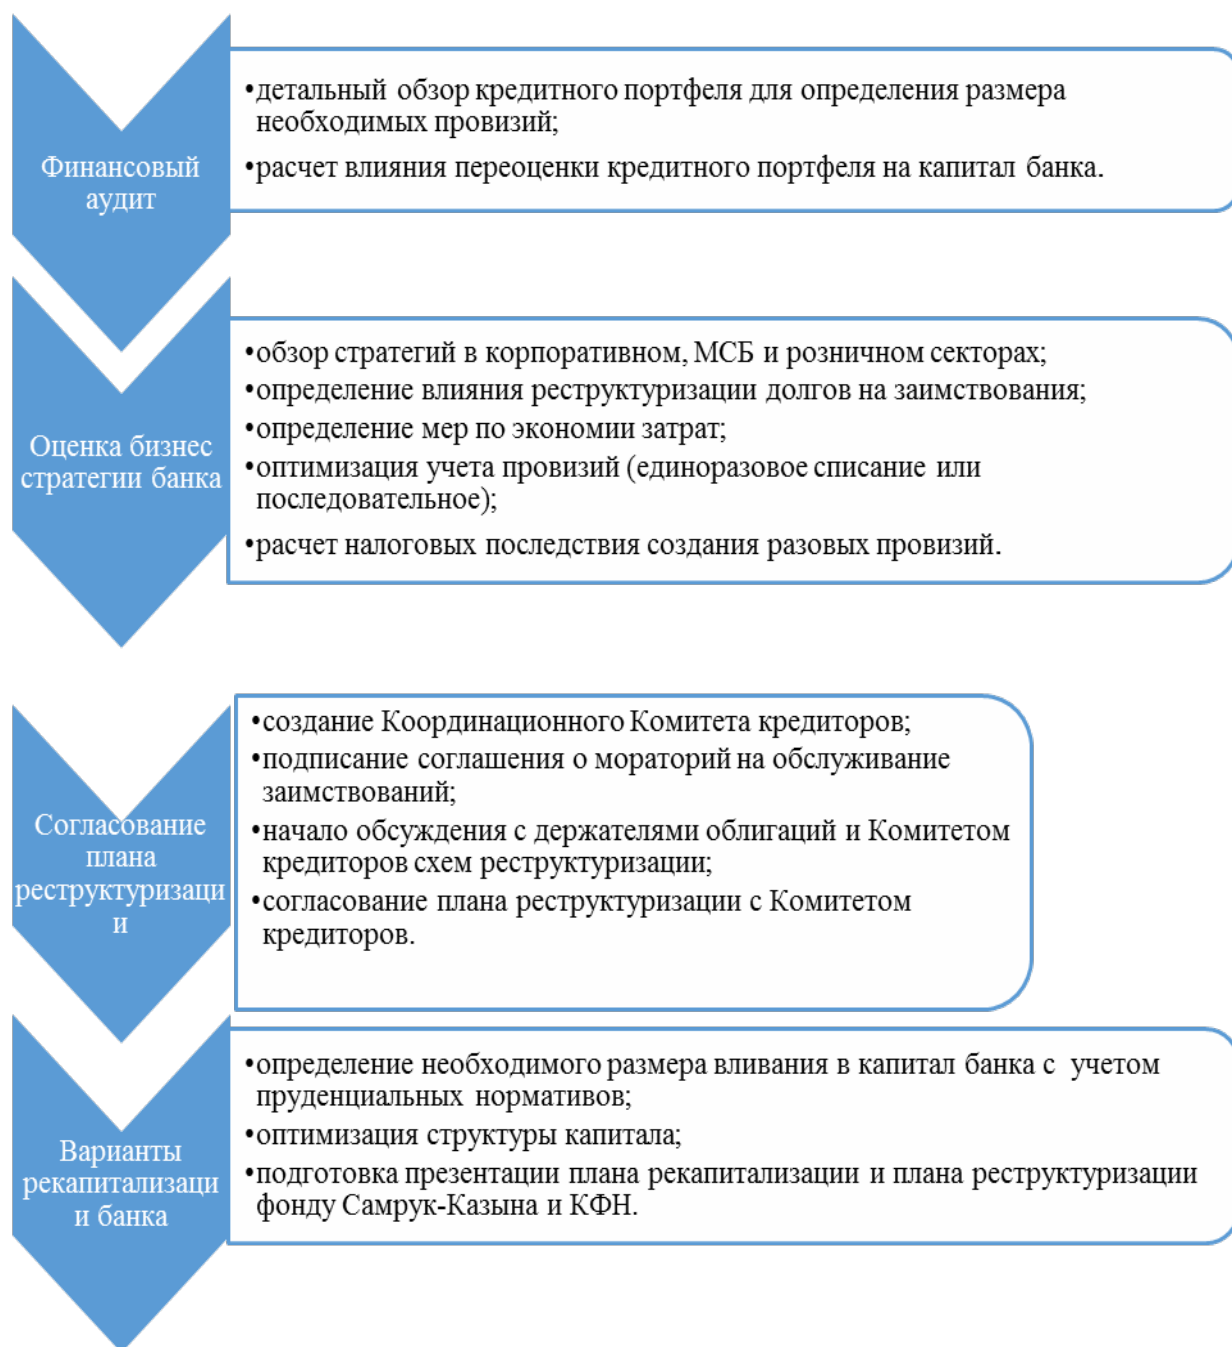 Финансовый
аудит
•детальный обзор кредитного портфеля для определения размера
необходимых провизий;
•расчет влияния переоценки кредитного портфеля на капитал банка.
Оценка бизнес
стратегии банка
•обзор стратегий в корпоративном, МСБ и розничном секторах;
•определение влияния реструктуризации долгов на заимствования;
•определение мер по экономии затрат;
•оптимизация учета провизий (единоразовое списание или
последовательное);
•расчет налоговых последствия создания разовых провизий.
Согласование
плана
реструктуризаци
и
•создание Координационного Комитета кредиторов;
•подписание соглашения о мораторий на обслуживание
заимствований;
•начало обсуждения с держателями облигаций и Комитетом
кредиторов схем реструктуризации;
•согласование плана реструктуризации с Комитетом
кредиторов.
Варианты
рекапитализаци
и банка
•определение необходимого размера вливания в капитал банка с учетом
пруденциальных нормативов;
•оптимизация структуры капитала;
•подготовка презентации плана рекапитализации и плана реструктуризации
фонду Самрук-Казына и КФН.